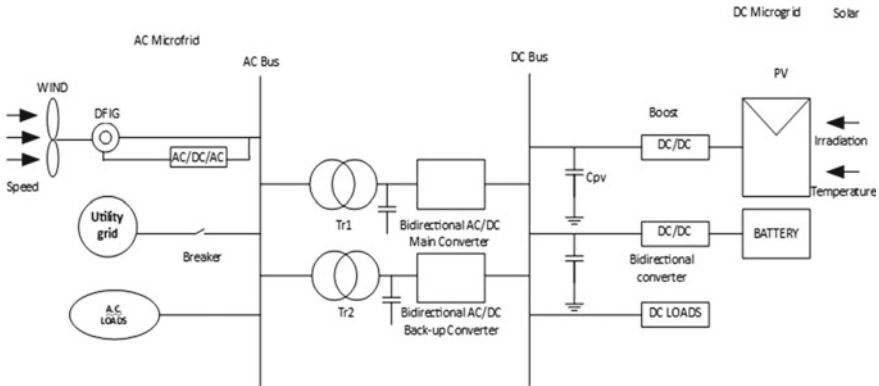 DC Microgrid Solar
AC Microfrid
AC Bus
DC Bus
WIND
DFIG
PV
Boost
AC/DC/AC
DC/DC
Irradiation
Speed
Cpv
Temperature
Utility
grid
Breaker
Tr1
Bidirectional AC/DC
Main Converter
DC/DC
BATTERY
Bidirectional
converter
A.C.
LOADS
Tr2
Bidirectional AC/DC
Back-up Converter
DC LOADS